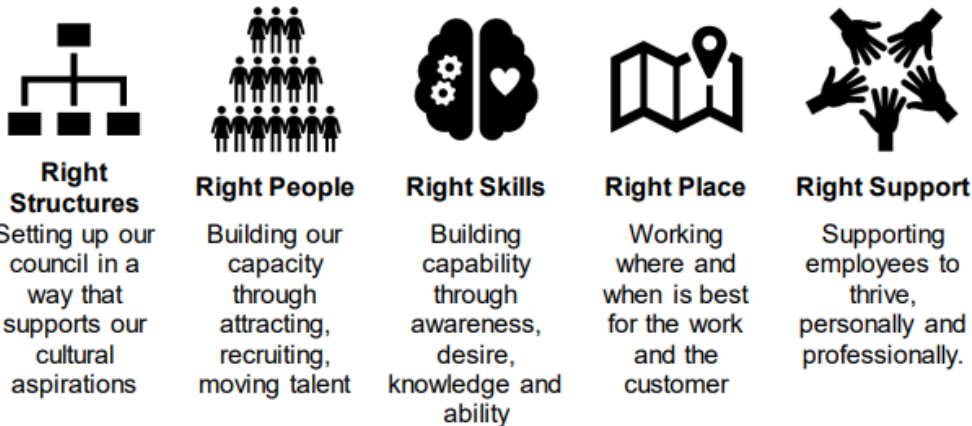 Right
Structures
Setting up our
council in a
way that
supports our
cultural
aspirations
Right People
Building our
capacity
through
attracting,
recruiting,
moving talent
Right Skills
Building
capability
through
awareness,
desire,
knowledge and
ability
Right Place
Working
where and
when is best
for the work
and the
customer
Right Support
Supporting
employees to
thrive,
personally and
professionally.